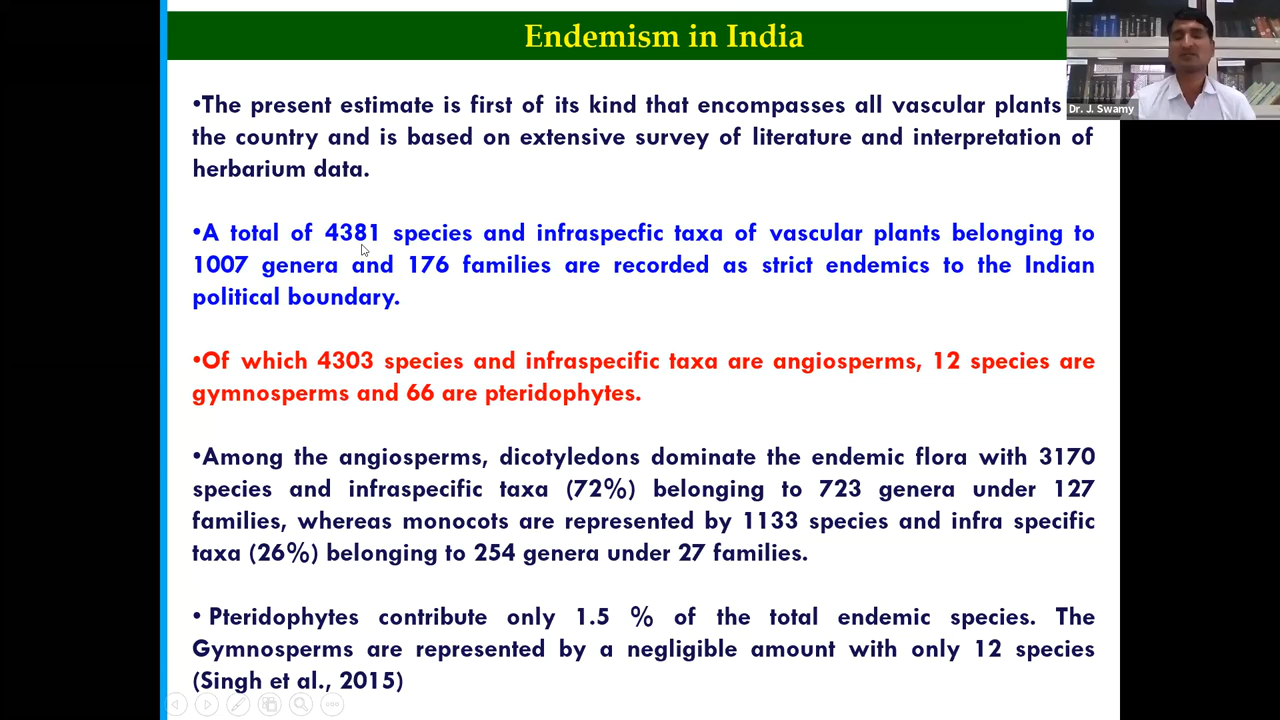 Endemism in India
Dr. J. Swamy
•The present estimate is first of its kind that encompasses all vascular plants
the country and is based on extensive survey of literature and interpretation of
herbarium data.
•A total of 4381 species and infraspecfic taxa of vascular plants belonging to
1007 genera and 176 families are recorded as strict endemics to the Indian
political boundary.
•Of which 4303 species and infraspecific taxa are angiosperms, 12 species are
gymnosperms and 66 are pteridophytes.
•Among the angiosperms, dicotyledons dominate the endemic flora with 3170
species and infraspecific taxa (72%) belonging to 723 genera under 127
families, whereas monocots are represented by 1133 species and infra specific
taxa (26%) belonging to 254 genera under 27 families.
• Pteridophytes contribute only 1.5 % of the total endemic species. The
Gymnosperms are represented by a negligible amount with only 12 species
(Singh et al., 2015)